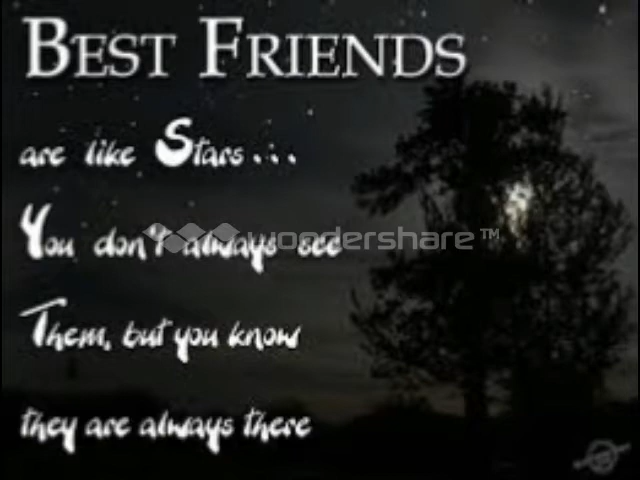 BEST FRIENDS
are like Stars...
You don't always see
wondershare™
Them, but you know
they are always there